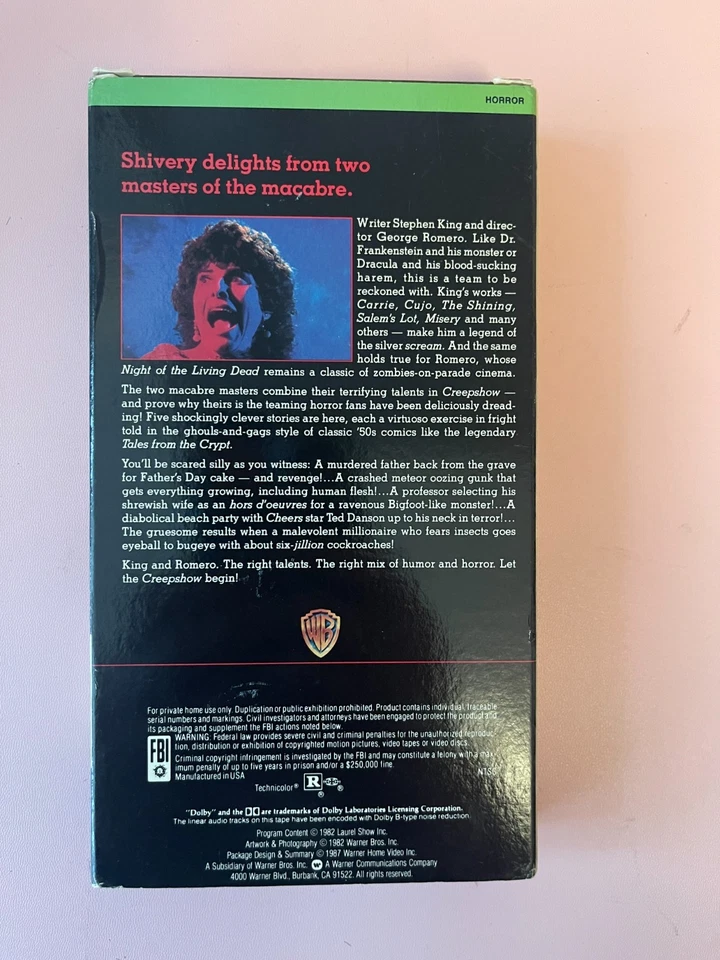 HORROR
Shivery delights from two
masters of the macabre.
Writer Stephen King and direc-
tor George Romero. Like Dr.
Frankenstein and his monster or
Dracula and his blood-sucking
harem, this is a team to be
reckoned with. King's works —
Carrie, Cujo, The Shining,
Salem's Lot, Misery and many
others — make him a legend of
the silver scream. And the same
holds true for Romero, whose
Night of the Living Dead remains a classic of zombies-on-parade cinema.
The two macabre masters combine their terrifying talents in Creepshow —
and prove why theirs is the teaming horror fans have been deliciously dread-
ing! Five shockingly clever stories are here, each a virtuoso exercise in fright
told in the ghouls-and-gags style of classic '50s comics like the legendary
Tales from the Crypt.
You'll be scared silly as you witness: A murdered father back from the grave
for Father's Day cake — and revenge!...A crashed meteor oozing gunk that
gets everything growing, including human flesh!...A professor selecting his
shrewish wife as an hors d'oeuvres for a ravenous Bigfoot-like monster!...A
diabolical beach party with Cheers star Ted Danson up to his neck in terror!...
The gruesome results when a malevolent millionaire who fears insects goes
eyeball to bugeye with about six-jillion cockroaches!
King and Romero. The right talents. The right mix of humor and horror. Let
the Creepshow begin!
WB
For private home use only. Duplication or public exhibition prohibited. Product contains individual, traceable
serial numbers and markings. Civil investigators and attorneys have been engaged to protect the product and
its packaging and supplement the FBI actions noted below.
FBI
WARNING: Federal law provides severe civil and criminal penalties for the unauthorized reproduc-
tion, distribution or exhibition of copyrighted motion pictures, video tapes or video discs.
Criminal copyright infringement is investigated by the FBI and may constitute a felony with a max-
imum penalty of up to five years in prison and/or a $250,000 fine.
Manufactured in USA
NTSC
Technicolor® R ®
"Dolby" and the DD are trademarks of Dolby Laboratories Licensing Corporation.
The linear audio tracks on this tape have been encoded with Dolby B-type noise reduction.
Program Content © 1982 Laurel Show Inc.
Artwork & Photography © 1982 Warner Bros. Inc.
Package Design & Summary © 1987 Warner Home Video Inc.
A Subsidiary of Warner Bros. Inc. A Warner Communications Company
4000 Warner Blvd., Burbank, CA 91522. All rights reserved.